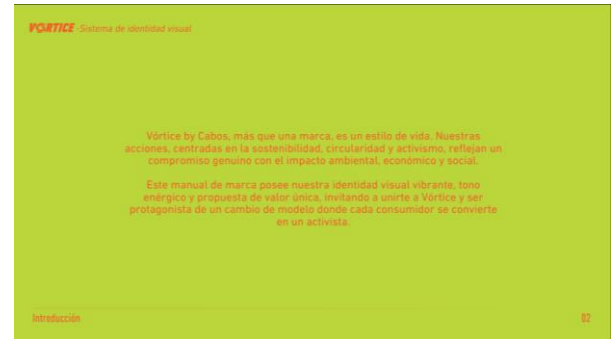 VÓRTICE -Sistema de identidad visual
Vórtice by Cabos, más que una marca, es un estilo de vida. Nuestras
acciones, centradas en la sostenibilidad, circularidad y activismo, reflejan un
compromiso genuino con el impacto ambiental, económico y social.
Este manual de marca posee nuestra identidad visual vibrante, tono
enérgico y propuesta de valor única, invitando a unirte a Vórtice y ser
protagonista de un cambio de modelo donde cada consumidor se convierte
en un activista.
Introducción
02